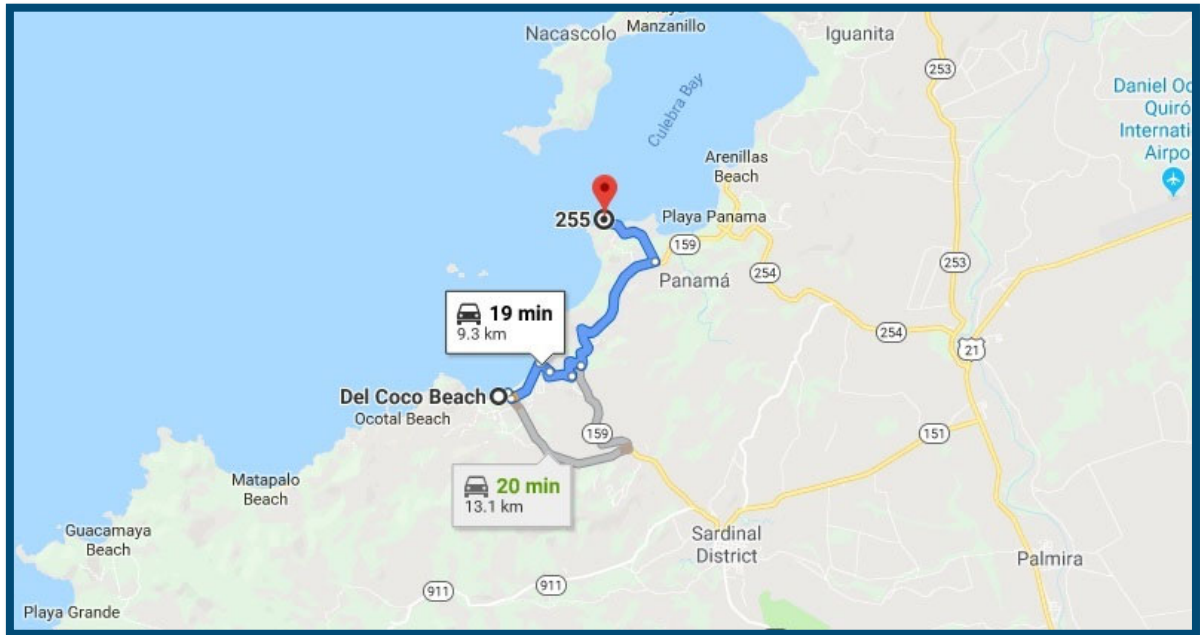 Playa
Manzanillo
Nacascolo
Iguanita
253
Daniel Oc
Quiró
Internati
Airpo
Culebra Bay
Arenillas
Beach
255
Playa Panama
159
253
254
Panamá
19 min
9.3 km
254
21
Del Coco Beach
Ocotal Beach
159
151
20 min
13.1 km
Matapalo
Beach
Guacamaya
Beach
Sardinal
District
Palmira
911
911
Playa Grande